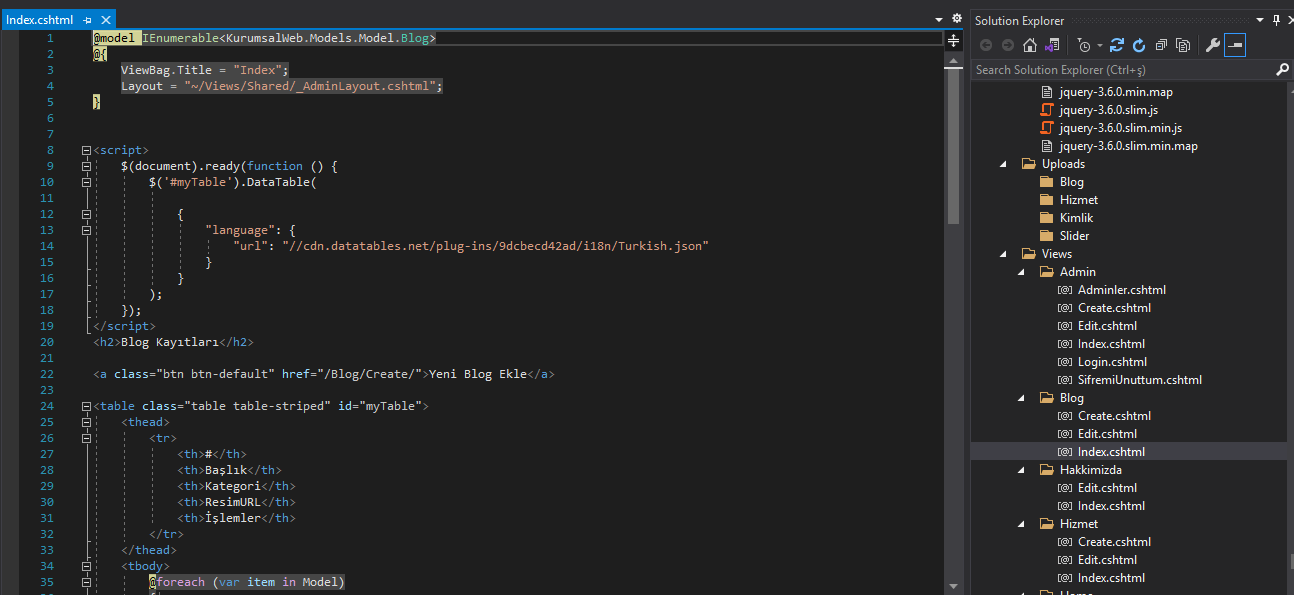 Index.cshtml
1 @model IEnumerable<KurumsalWeb.Models.Model.Blog>
2 @{
3 ViewBag.Title = "Index";
4 Layout = "~/Views/Shared/_AdminLayout.cshtml";
5 }
6
7
8 <script>
9 $(document).ready(function () {
10 $('#myTable').DataTable(
11
12 {
13 "language": {
14 "url": "//cdn.datatables.net/plug-ins/9dcbecd42ad/i18n/Turkish.json"
15 }
16 }
17 );
18 });
19 </script>
20 <h2>Blog Kayıtları</h2>
21
22 <a class="btn btn-default" href="/Blog/Create/">Yeni Blog Ekle</a>
23
24 <table class="table table-striped" id="myTable">
25 <thead>
26 <tr>
27 <th>#</th>
28 <th>Başlık</th>
29 <th>Kategori</th>
30 <th>ResimURL</th>
31 <th>İşlemler</th>
32 </tr>
33 </thead>
34 <tbody>
35 @foreach (var item in Model)
Solution Explorer
Search Solution Explorer (Ctrl+ş)
jquery-3.6.0.min.map
jquery-3.6.0.slim.js
jquery-3.6.0.slim.min.js
jquery-3.6.0.slim.min.map
Uploads
Blog
Hizmet
Kimlik
Slider
Views
Admin
[@] Adminler.cshtml
[@] Create.cshtml
[@] Edit.cshtml
[@] Index.cshtml
[@] Login.cshtml
[@] SifremiUnuttum.cshtml
Blog
[@] Create.cshtml
[@] Edit.cshtml
[@] Index.cshtml
Hakkimizda
[@] Edit.cshtml
[@] Index.cshtml
Hizmet
[@] Create.cshtml
[@] Edit.cshtml
[@] Index.cshtml